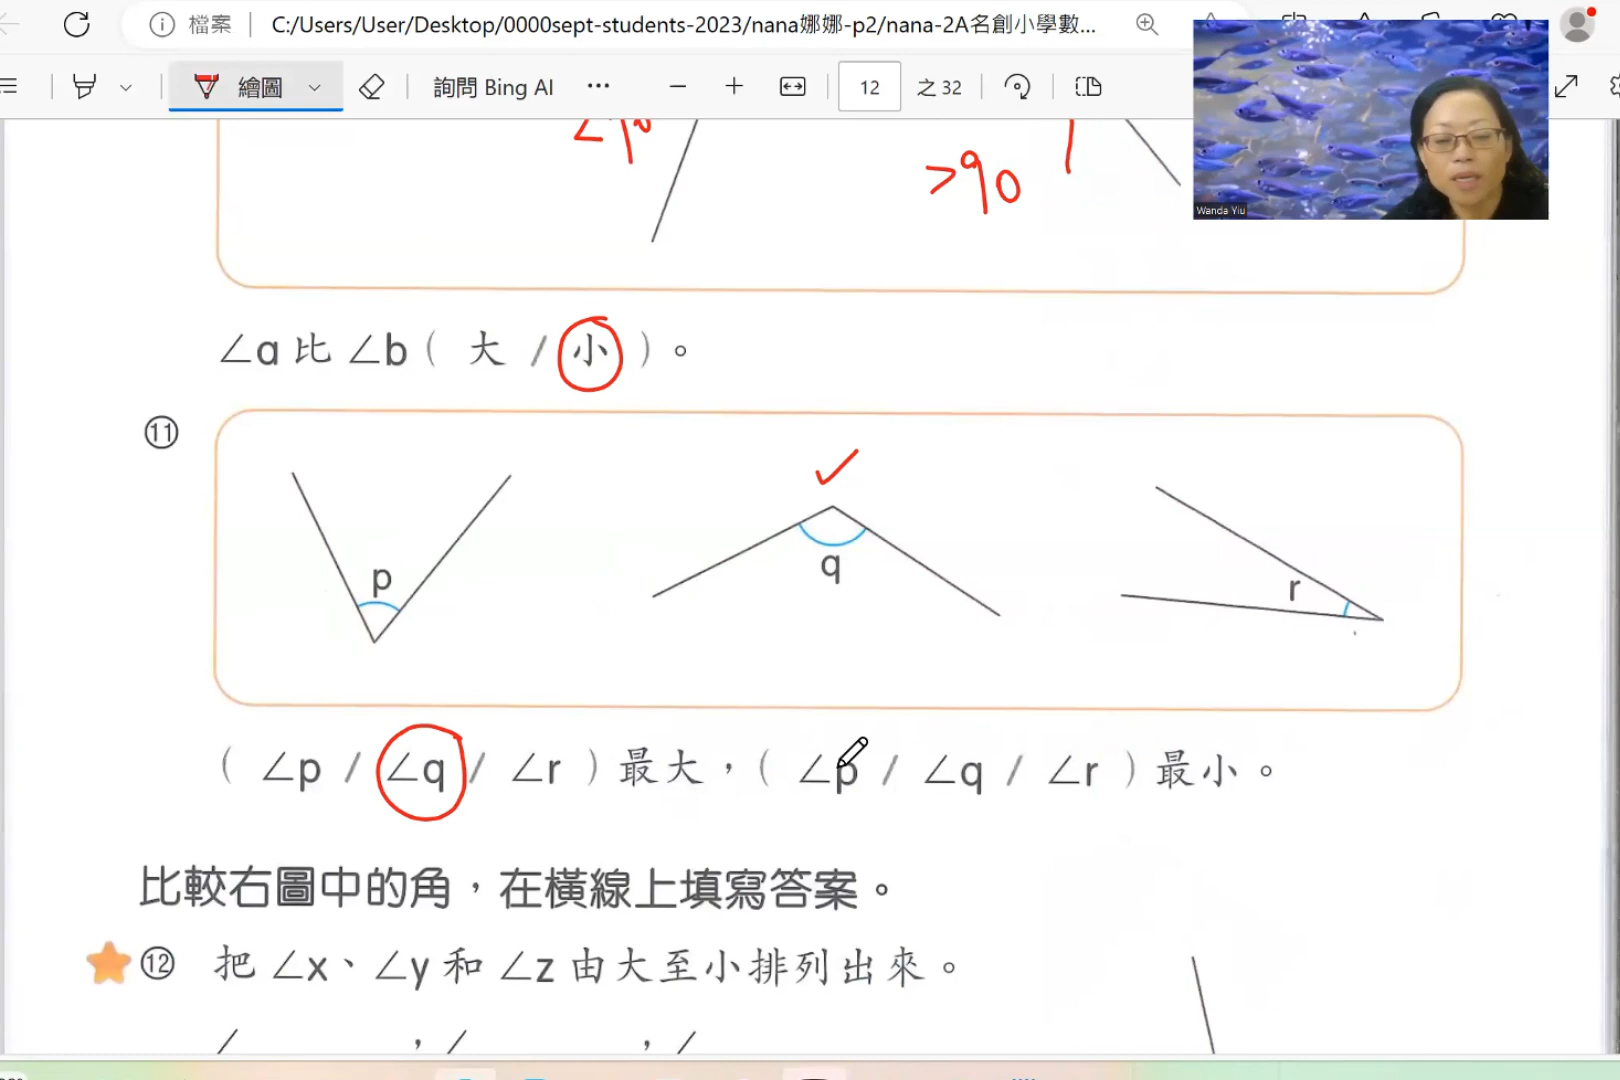 檔案 C:/Users/User/Desktop/0000sept-students-2023/nana娜娜-p2/nana-2A名創小學數...
繪圖 詢問 Bing AI ... 12 之 32
Wanda Yiu
<90
>90
∠a 比 ∠b ( 大 / 小 )。
⑪
p
q
r
( ∠p / ∠q / ∠r ) 最大，( ∠p / ∠q / ∠r ) 最小。
比較右圖中的角，在橫線上填寫答案。
⑫ 把 ∠x、∠y 和 ∠z 由大至小排列出來。